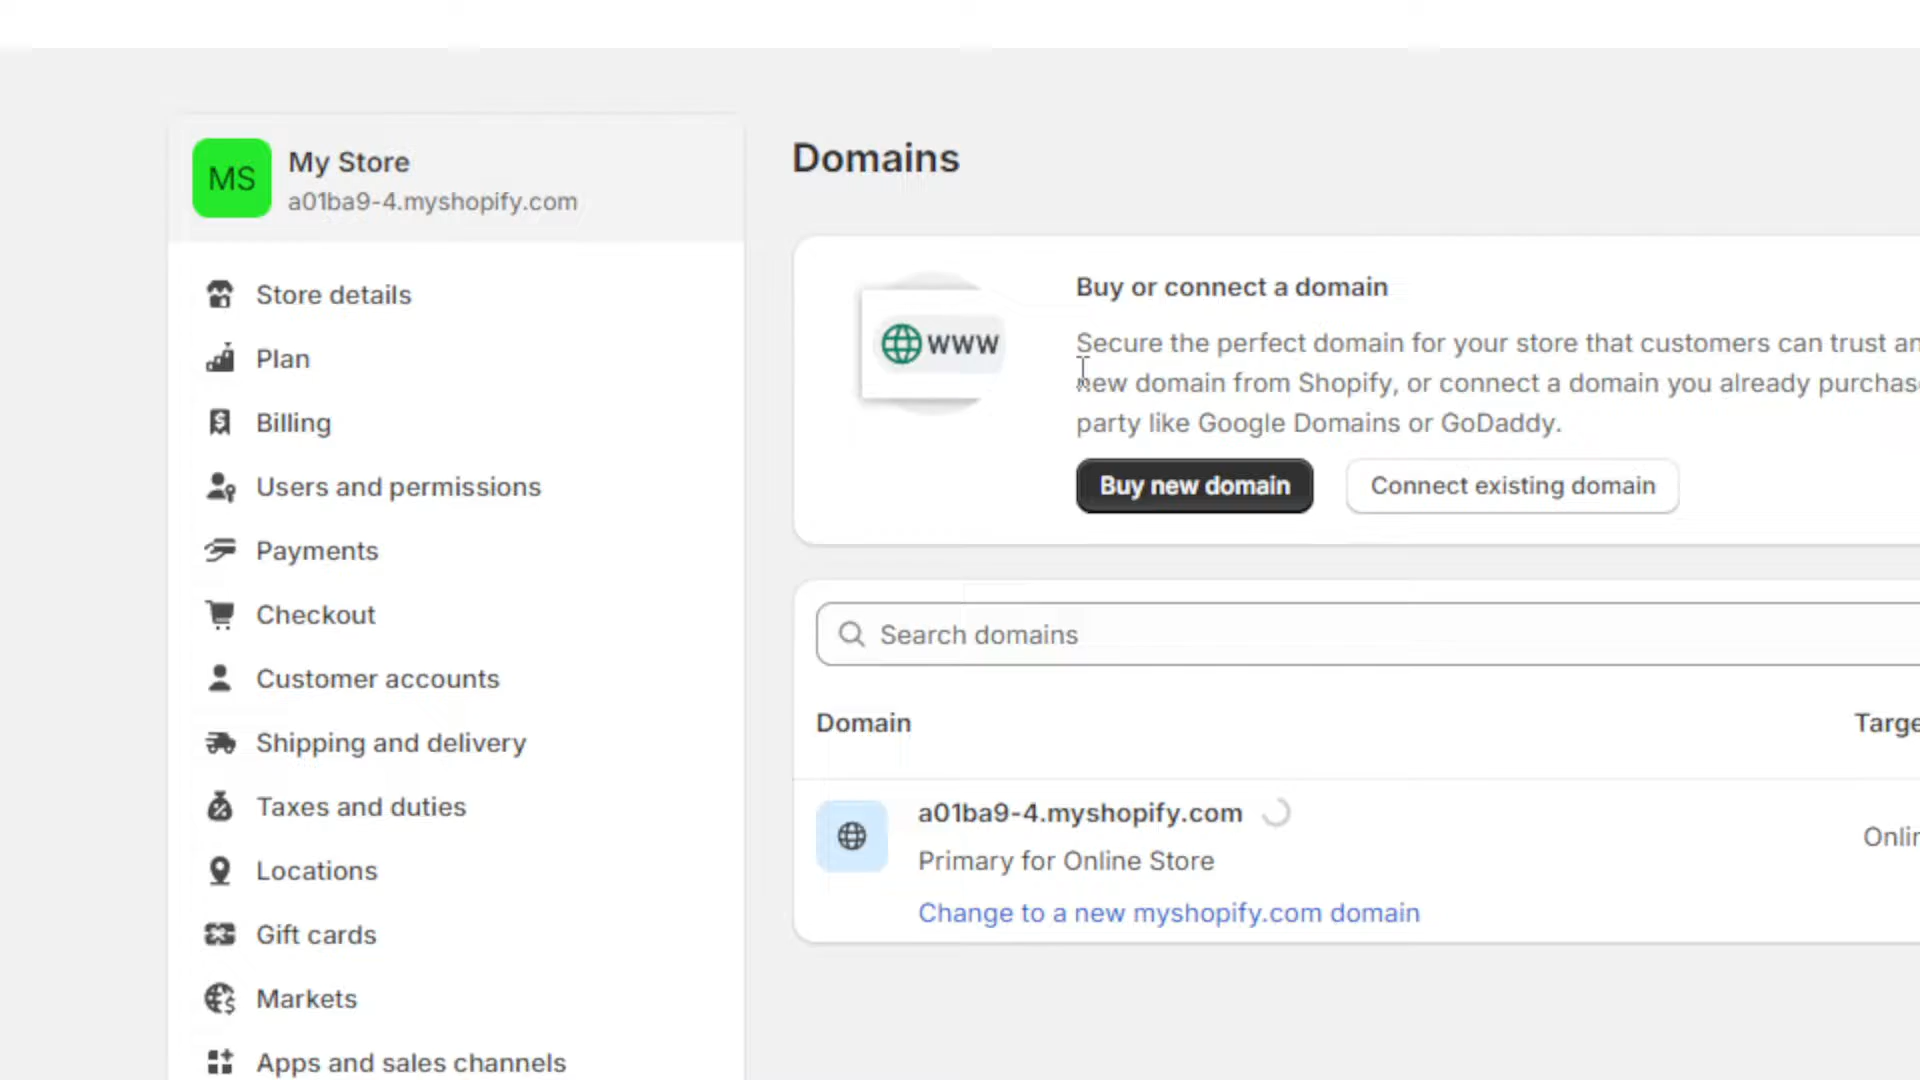 MS
My Store
a01ba9-4.myshopify.com
Store details
Plan
Billing
Users and permissions
Payments
Checkout
Customer accounts
Shipping and delivery
Taxes and duties
Locations
Gift cards
Markets
Apps and sales channels
Domains
WWW
Buy or connect a domain
Secure the perfect domain for your store that customers can trust
new domain from Shopify, or connect a domain you already
party like Google Domains or GoDaddy.
Buy new domain
Connect existing domain
Search domains
Domain
a01ba9-4.myshopify.com
Primary for Online Store
Change to a new myshopify.com domain